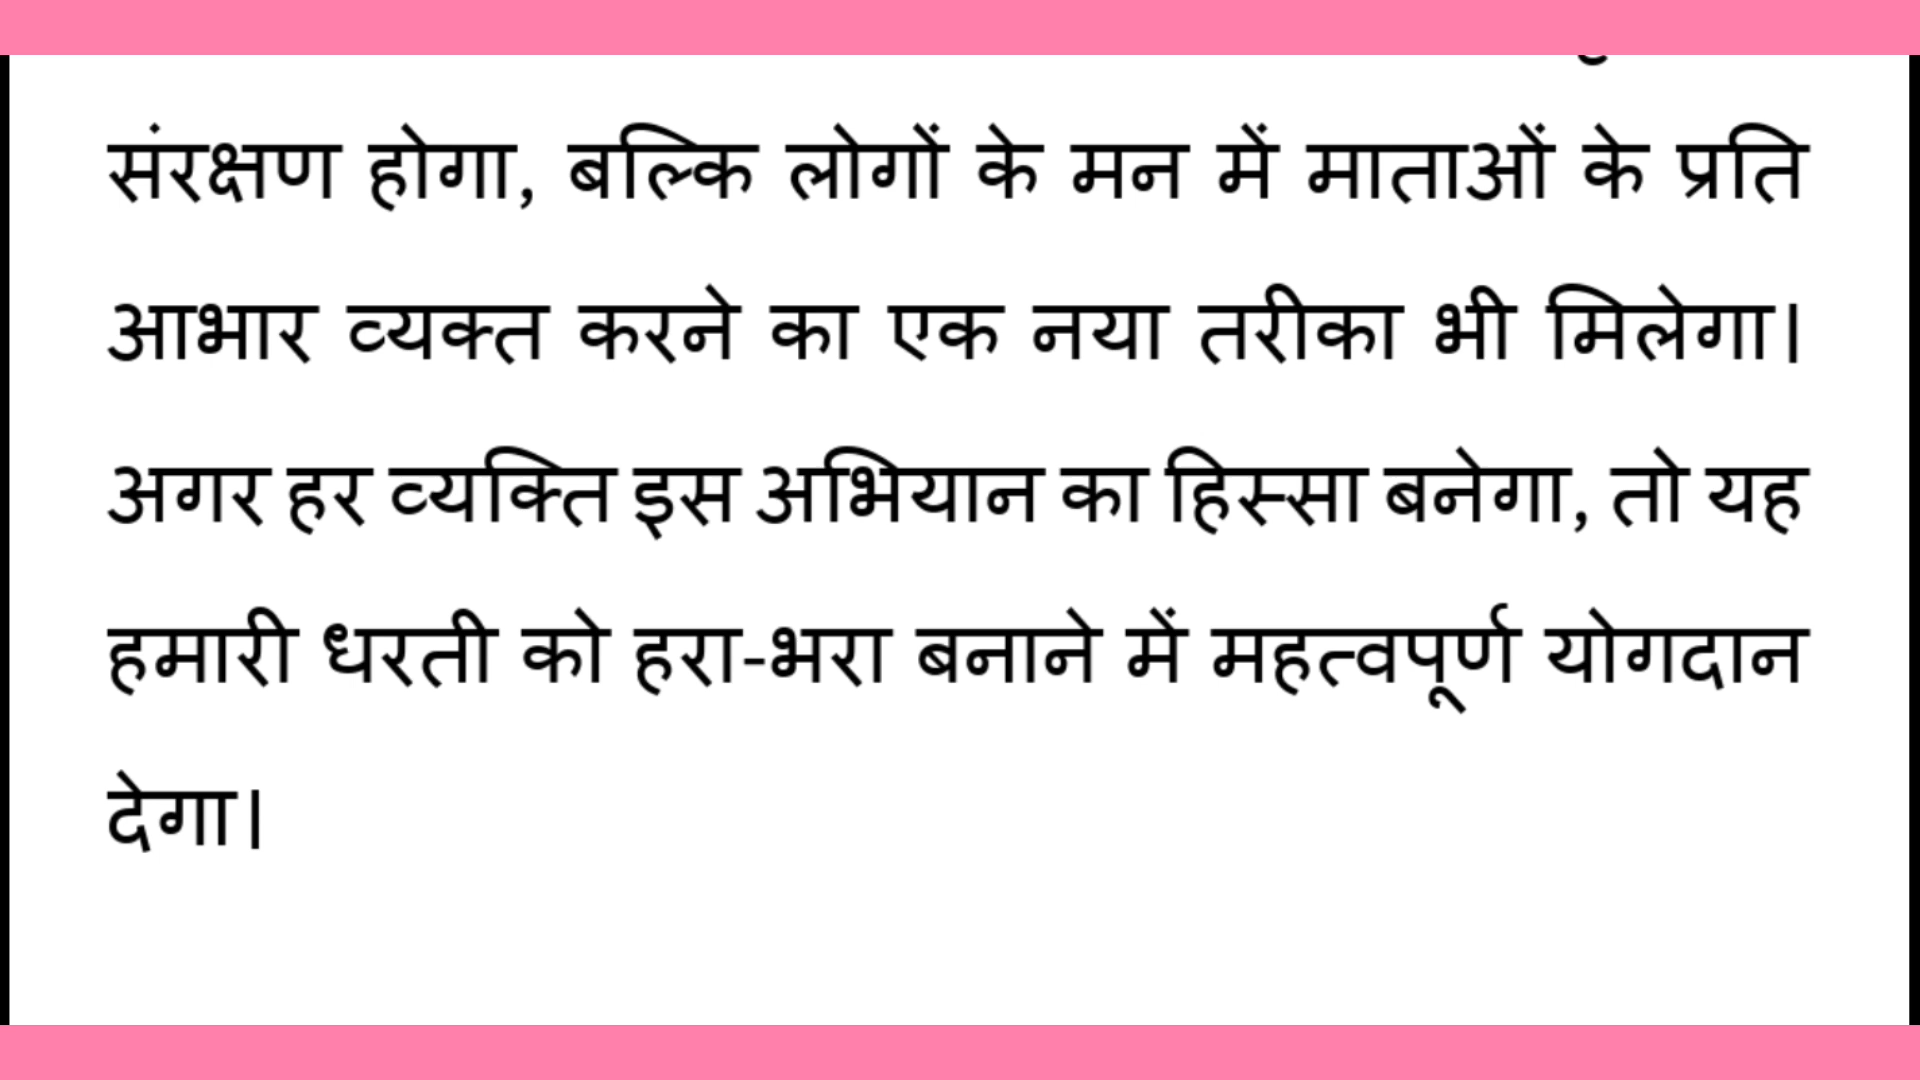 संरक्षण होगा, बल्कि लोगों के मन में माताओं के प्रति
आभार व्यक्त करने का एक नया तरीका भी मिलेगा।
अगर हर व्यक्ति इस अभियान का हिस्सा बनेगा, तो यह
हमारी धरती को हरा-भरा बनाने में महत्वपूर्ण योगदान
देगा।